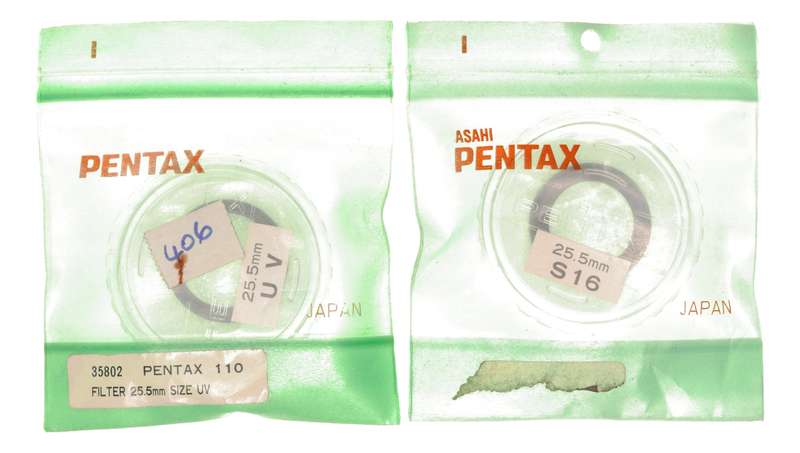 PENTAX
406
25.5mm
UV
JAPAN
35802 PENTAX 110
FILTER 25.5mm SIZE UV
ASAHI
PENTAX
25.5mm
S16
JAPAN